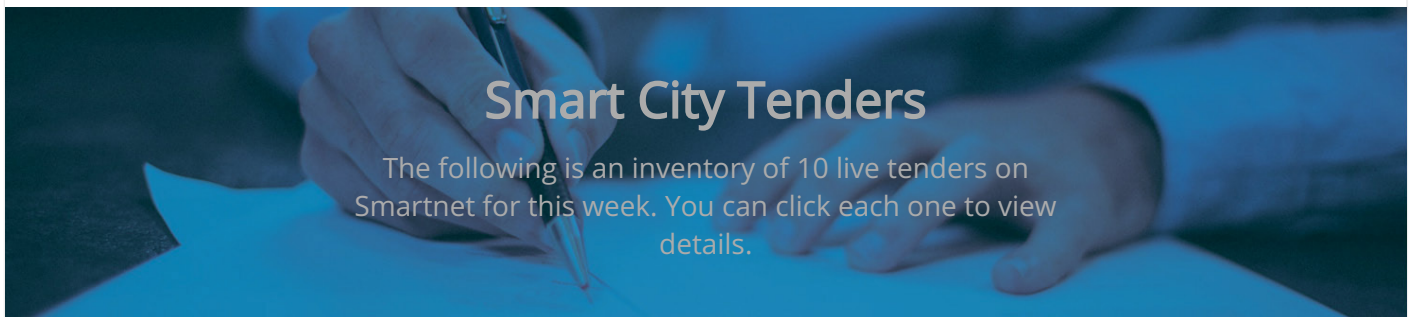 Smart City Tenders
The following is an inventory of 10 live tenders on
Smartnet for this week. You can click each one to view
details.